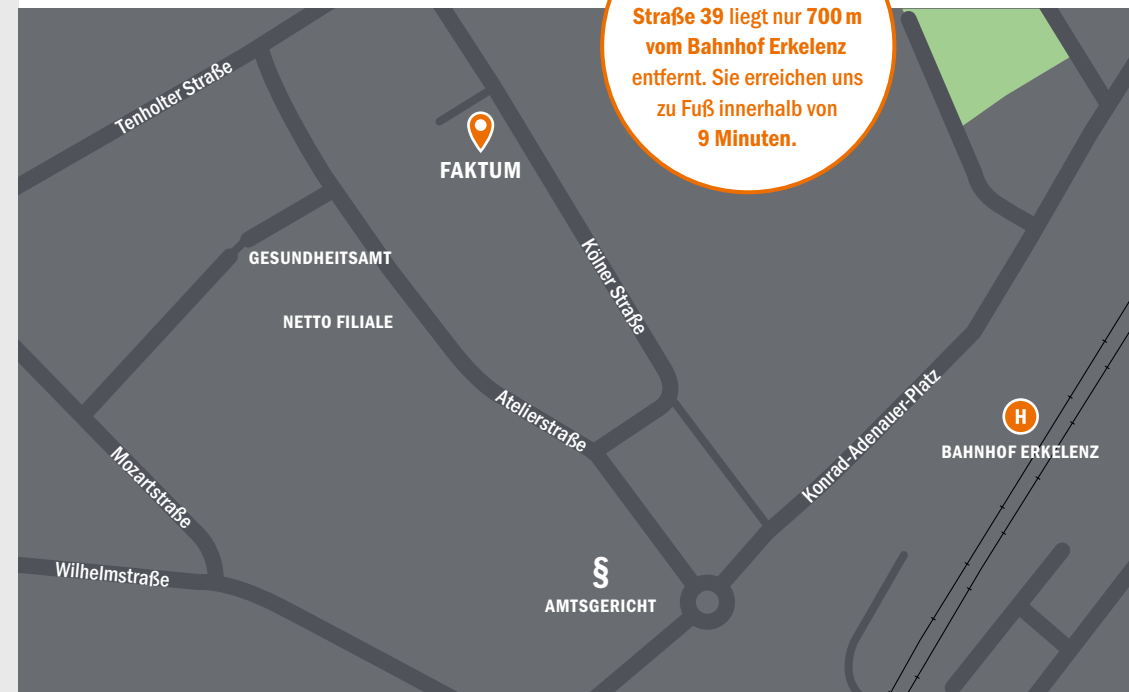 Straße 39 liegt nur 700 m
vom Bahnhof Erkelenz
entfernt. Sie erreichen uns
zu Fuß innerhalb von
9 Minuten.
Tenholter Straße
FAKTUM
GESUNDHEITSAMT
Kölner Straße
NETTO FILIALE
Atelierstraße
Konrad-Adenauer-Platz
H
BAHNHOF ERKELENZ
Mozartstraße
Wilhelmstraße
§
AMTSGERICHT